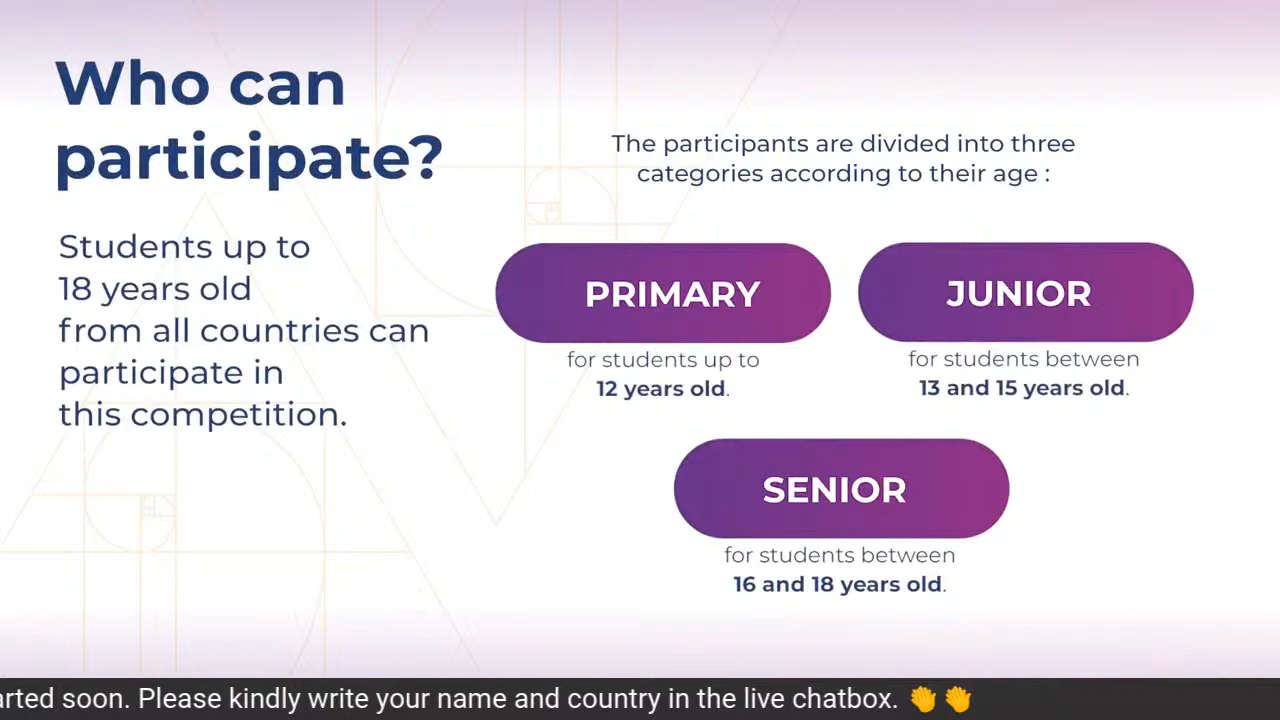 Who can
participate?
Students up to
18 years old
from all countries can
participate in
this competition.
The participants are divided into three
categories according to their age :
PRIMARY
for students up to
12 years old.
JUNIOR
for students between
13 and 15 years old.
SENIOR
for students between
16 and 18 years old.
arted soon. Please kindly write your name and country in the live chatbox. 👏👏